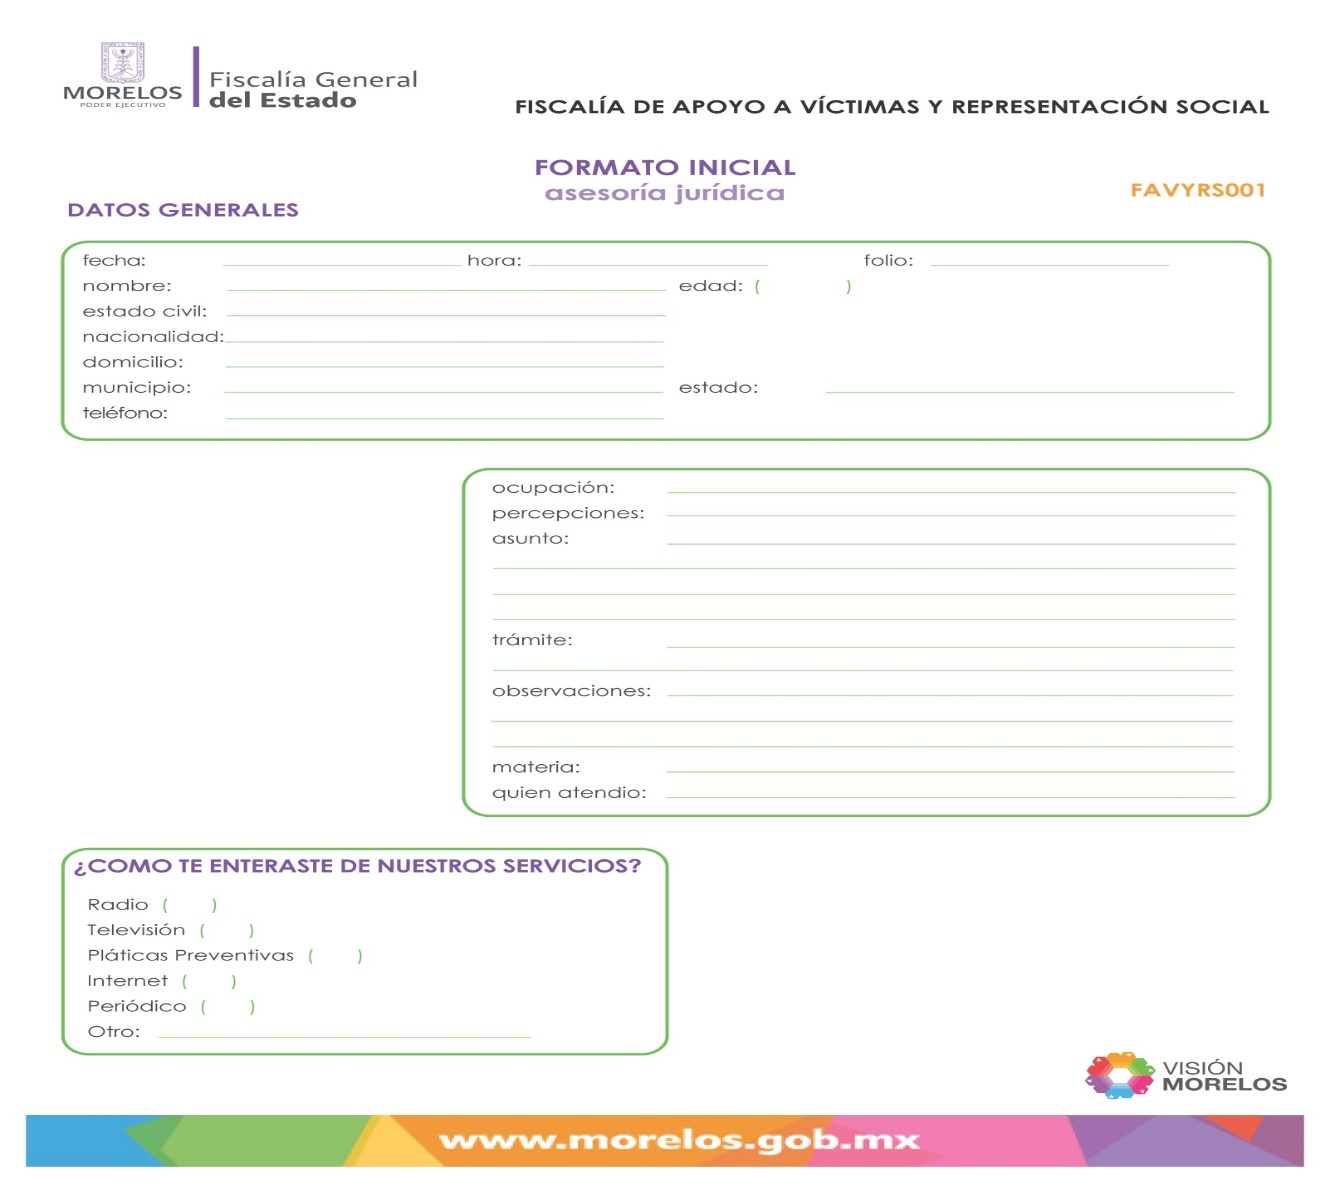 MORELOS
PODER EJECUTIVO
Fiscalía General
del Estado
FISCALÍA DE APOYO A VÍCTIMAS Y REPRESENTACIÓN SOCIAL
FORMATO INICIAL
asesoría jurídica
FAVYRS001
DATOS GENERALES
fecha: hora: folio:
nombre: edad: ( )
estado civil:
nacionalidad:
domicilio:
municipio: estado:
teléfono:
ocupación:
percepciones:
asunto:
trámite:
observaciones:
materia:
quien atendio:
¿COMO TE ENTERASTE DE NUESTROS SERVICIOS?
Radio ( )
Televisión ( )
Pláticas Preventivas ( )
Internet ( )
Periódico ( )
Otro:
VISIÓN
MORELOS
www.morelos.gob.mx